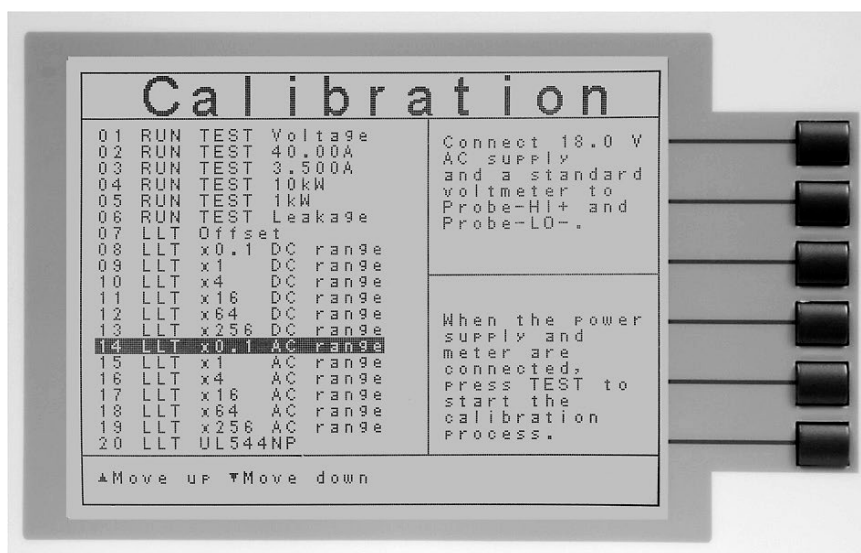 Calibration
01 RUN TEST Voltage
02 RUN TEST 40.00A
03 RUN TEST 3.500A
04 RUN TEST 10kW
05 RUN TEST 1kW
06 RUN TEST Leakage
07 LLT Offset
08 LLT x0.1 DC range
09 LLT x1 DC range
10 LLT x4 DC range
11 LLT x16 DC range
12 LLT x64 DC range
13 LLT x256 DC range
14 LLT x0.1 AC range
15 LLT x1 AC range
16 LLT x4 AC range
17 LLT x16 AC range
18 LLT x64 AC range
19 LLT x256 AC range
20 LLT UL544NP
Connect 18.0 V
AC supply
and a standard
voltmeter to
Probe-HI+ and
Probe-LO-.
When the power
supply and
meter are
connected,
press TEST to
start the
calibration
process.
▲Move up ▼Move down